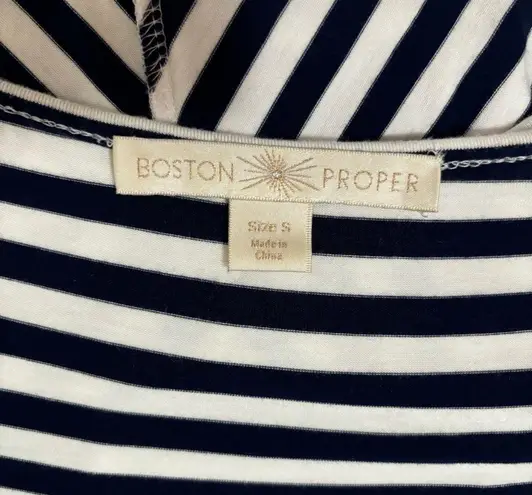 BOSTON PROPER
Size S
Made in
China